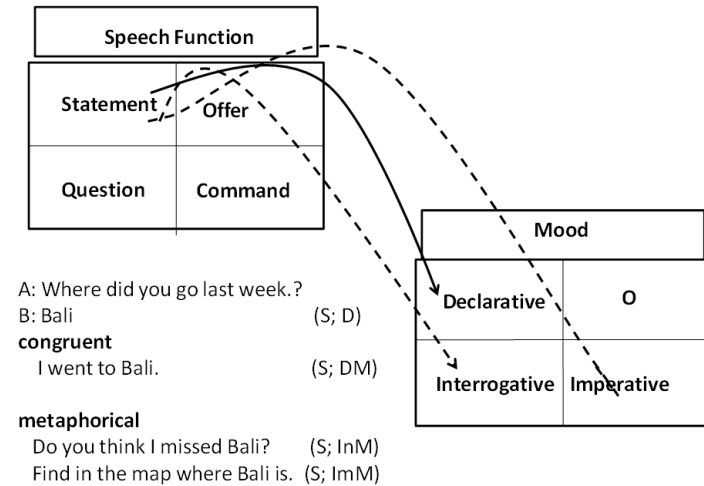 Speech Function
Statement
Offer
Question
Command
Mood
Declarative
O
Interrogative
Imperative
A: Where did you go last week.?
B: Bali (S; D)
congruent
I went to Bali. (S; DM)
metaphorical
Do you think I missed Bali? (S; InM)
Find in the map where Bali is. (S; ImM)